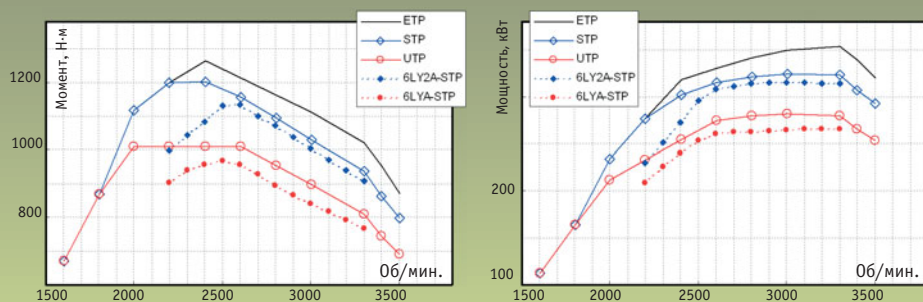 Момент, Н·м
ETP
STP
UTP
6LY2A-STP
6LYA-STP
1200
1000
800
Об/мин.
1500 2000 2500 3000 3500
Мощность, кВт
ETP
STP
UTP
6LY2A-STP
6LYA-STP
200
100
Об/мин.
1500 2000 2500 3000 3500